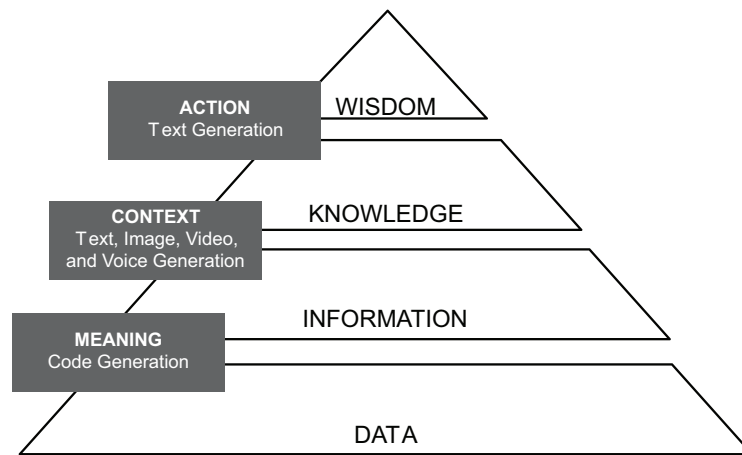 ACTION
Text Generation
WISDOM
CONTEXT
Text, Image, Video,
and Voice Generation
KNOWLEDGE
MEANING
Code Generation
INFORMATION
DATA